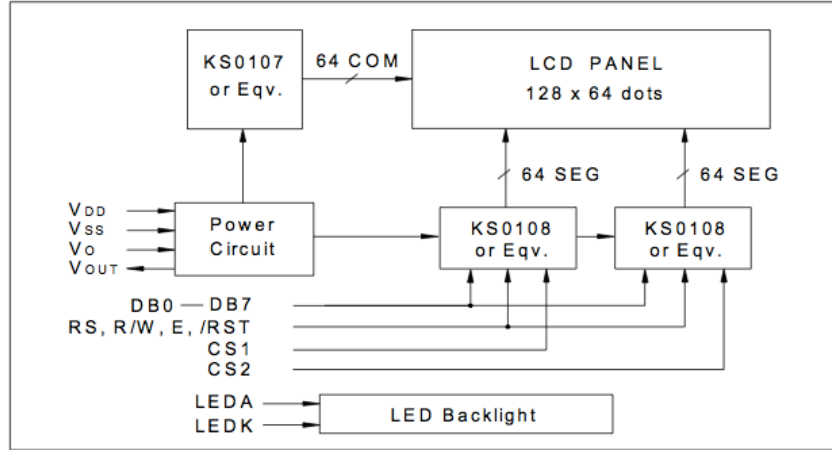 KS0107
or Eqv.
64 COM
LCD PANEL
128 x 64 dots
64 SEG
64 SEG
VDD
VSS
VO
VOUT
Power
Circuit
KS0108
or Eqv.
KS0108
or Eqv.
DB0 — DB7
RS, R/W, E, /RST
CS1
CS2
LEDA
LEDK
LED Backlight